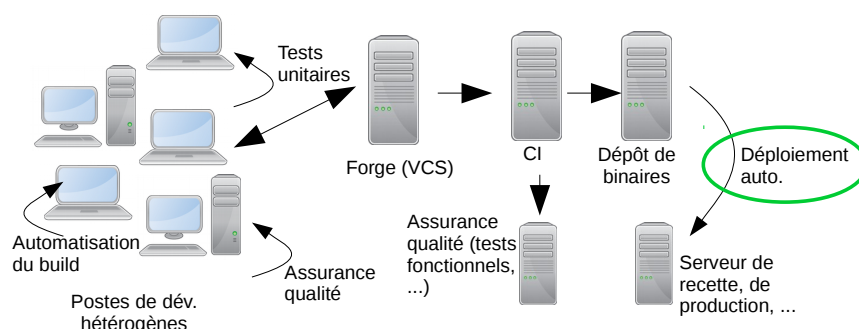 Tests
unitaires
Forge (VCS)
CI
Dépôt de
binaires
Déploiement
auto.
Automatisation
du build
Assurance
qualité
Postes de dév.
hétérogènes
Assurance
qualité (tests
fonctionnels,
...)
Serveur de
recette, de
production, ...